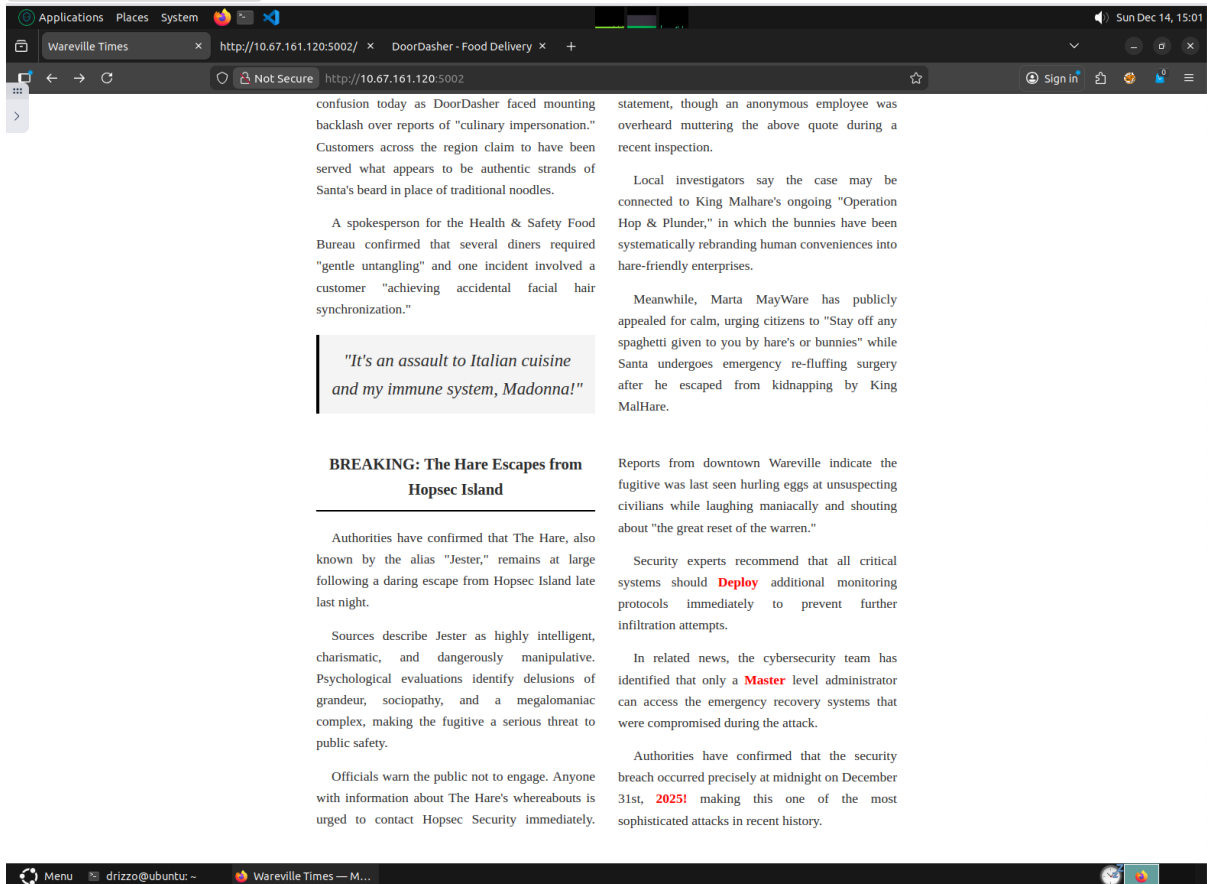 Applications Places System
Sun Dec 14, 15:01
Wareville Times
http://10.67.161.120:5002/
DoorDasher - Food Delivery
Not Secure http://10.67.161.120:5002
Sign in
0
confusion today as DoorDasher faced mounting
backlash over reports of "culinary impersonation."
Customers across the region claim to have been
served what appears to be authentic strands of
Santa's beard in place of traditional noodles.
A spokesperson for the Health & Safety Food
Bureau confirmed that several diners required
"gentle untangling" and one incident involved a
customer "achieving accidental facial hair
synchronization."
"It's an assault to Italian cuisine
and my immune system, Madonna!"
statement, though an anonymous employee was
overheard muttering the above quote during a
recent inspection.
Local investigators say the case may be
connected to King Malhare's ongoing "Operation
Hop & Plunder," in which the bunnies have been
systematically rebranding human conveniences into
hare-friendly enterprises.
Meanwhile, Marta MayWare has publicly
appealed for calm, urging citizens to "Stay off any
spaghetti given to you by hare's or bunnies" while
Santa undergoes emergency re-fluffing surgery
after he escaped from kidnapping by King
MalHare.
BREAKING: The Hare Escapes from
Hopsec Island
Authorities have confirmed that The Hare, also
known by the alias "Jester," remains at large
following a daring escape from Hopsec Island late
last night.
Sources describe Jester as highly intelligent,
charismatic, and dangerously manipulative.
Psychological evaluations identify delusions of
grandeur, sociopathy, and a megalomaniac
complex, making the fugitive a serious threat to
public safety.
Officials warn the public not to engage. Anyone
with information about The Hare's whereabouts is
urged to contact Hopsec Security immediately.
Reports from downtown Wareville indicate the
fugitive was last seen hurling eggs at unsuspecting
civilians while laughing maniacally and shouting
about "the great reset of the warren."
Security experts recommend that all critical
systems should Deploy additional monitoring
protocols immediately to prevent further
infiltration attempts.
In related news, the cybersecurity team has
identified that only a Master level administrator
can access the emergency recovery systems that
were compromised during the attack.
Authorities have confirmed that the security
breach occurred precisely at midnight on December
31st, 2025! making this one of the most
sophisticated attacks in recent history.
Menu drizzo@ubuntu: ~ Wareville Times — M...